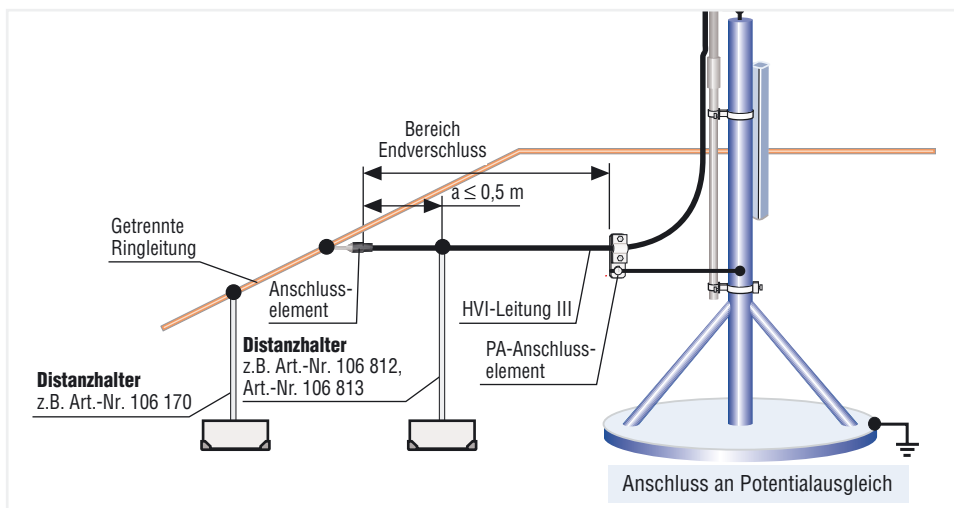 Bereich
Endverschluss
a ≤ 0,5 m
Getrennte
Ringleitung
Anschluss-
element
HVI-Leitung III
PA-Anschluss-
element
Distanzhalter
z.B. Art.-Nr. 106 812,
Art.-Nr. 106 813
Distanzhalter
z.B. Art.-Nr. 106 170
Anschluss an Potentialausgleich